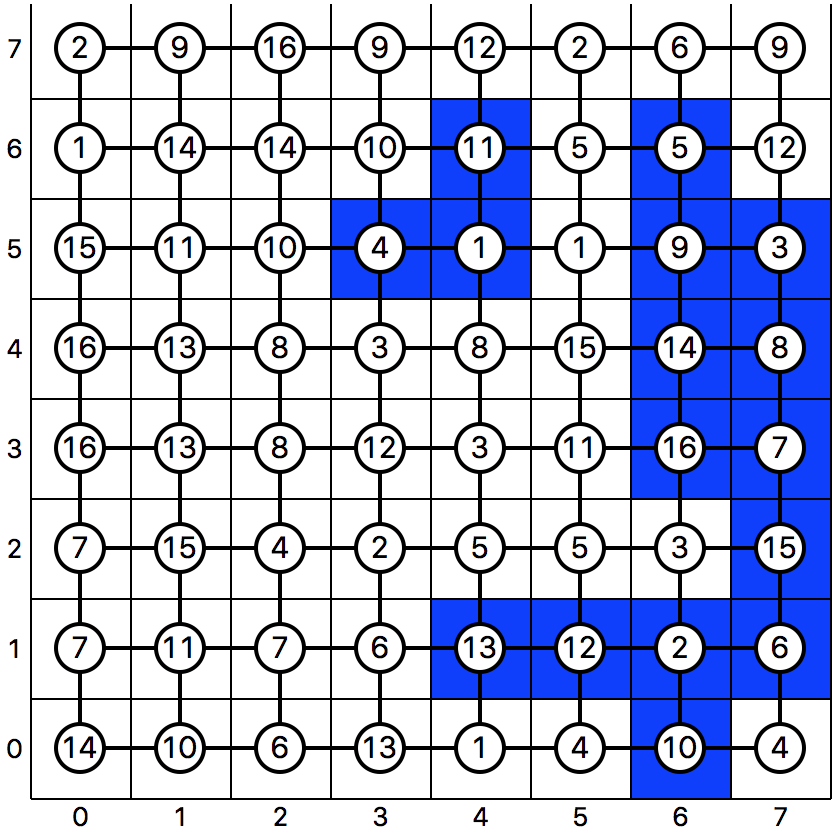 7 2 9 16 9 12 2 6 9
6 1 14 14 10 11 5 5 12
5 15 11 10 4 1 1 9 3
4 16 13 8 3 8 15 14 8
3 16 13 8 12 3 11 16 7
2 7 15 4 2 5 5 3 15
1 7 11 7 6 13 12 2 6
0 14 10 6 13 1 4 10 4
0 1 2 3 4 5 6 7